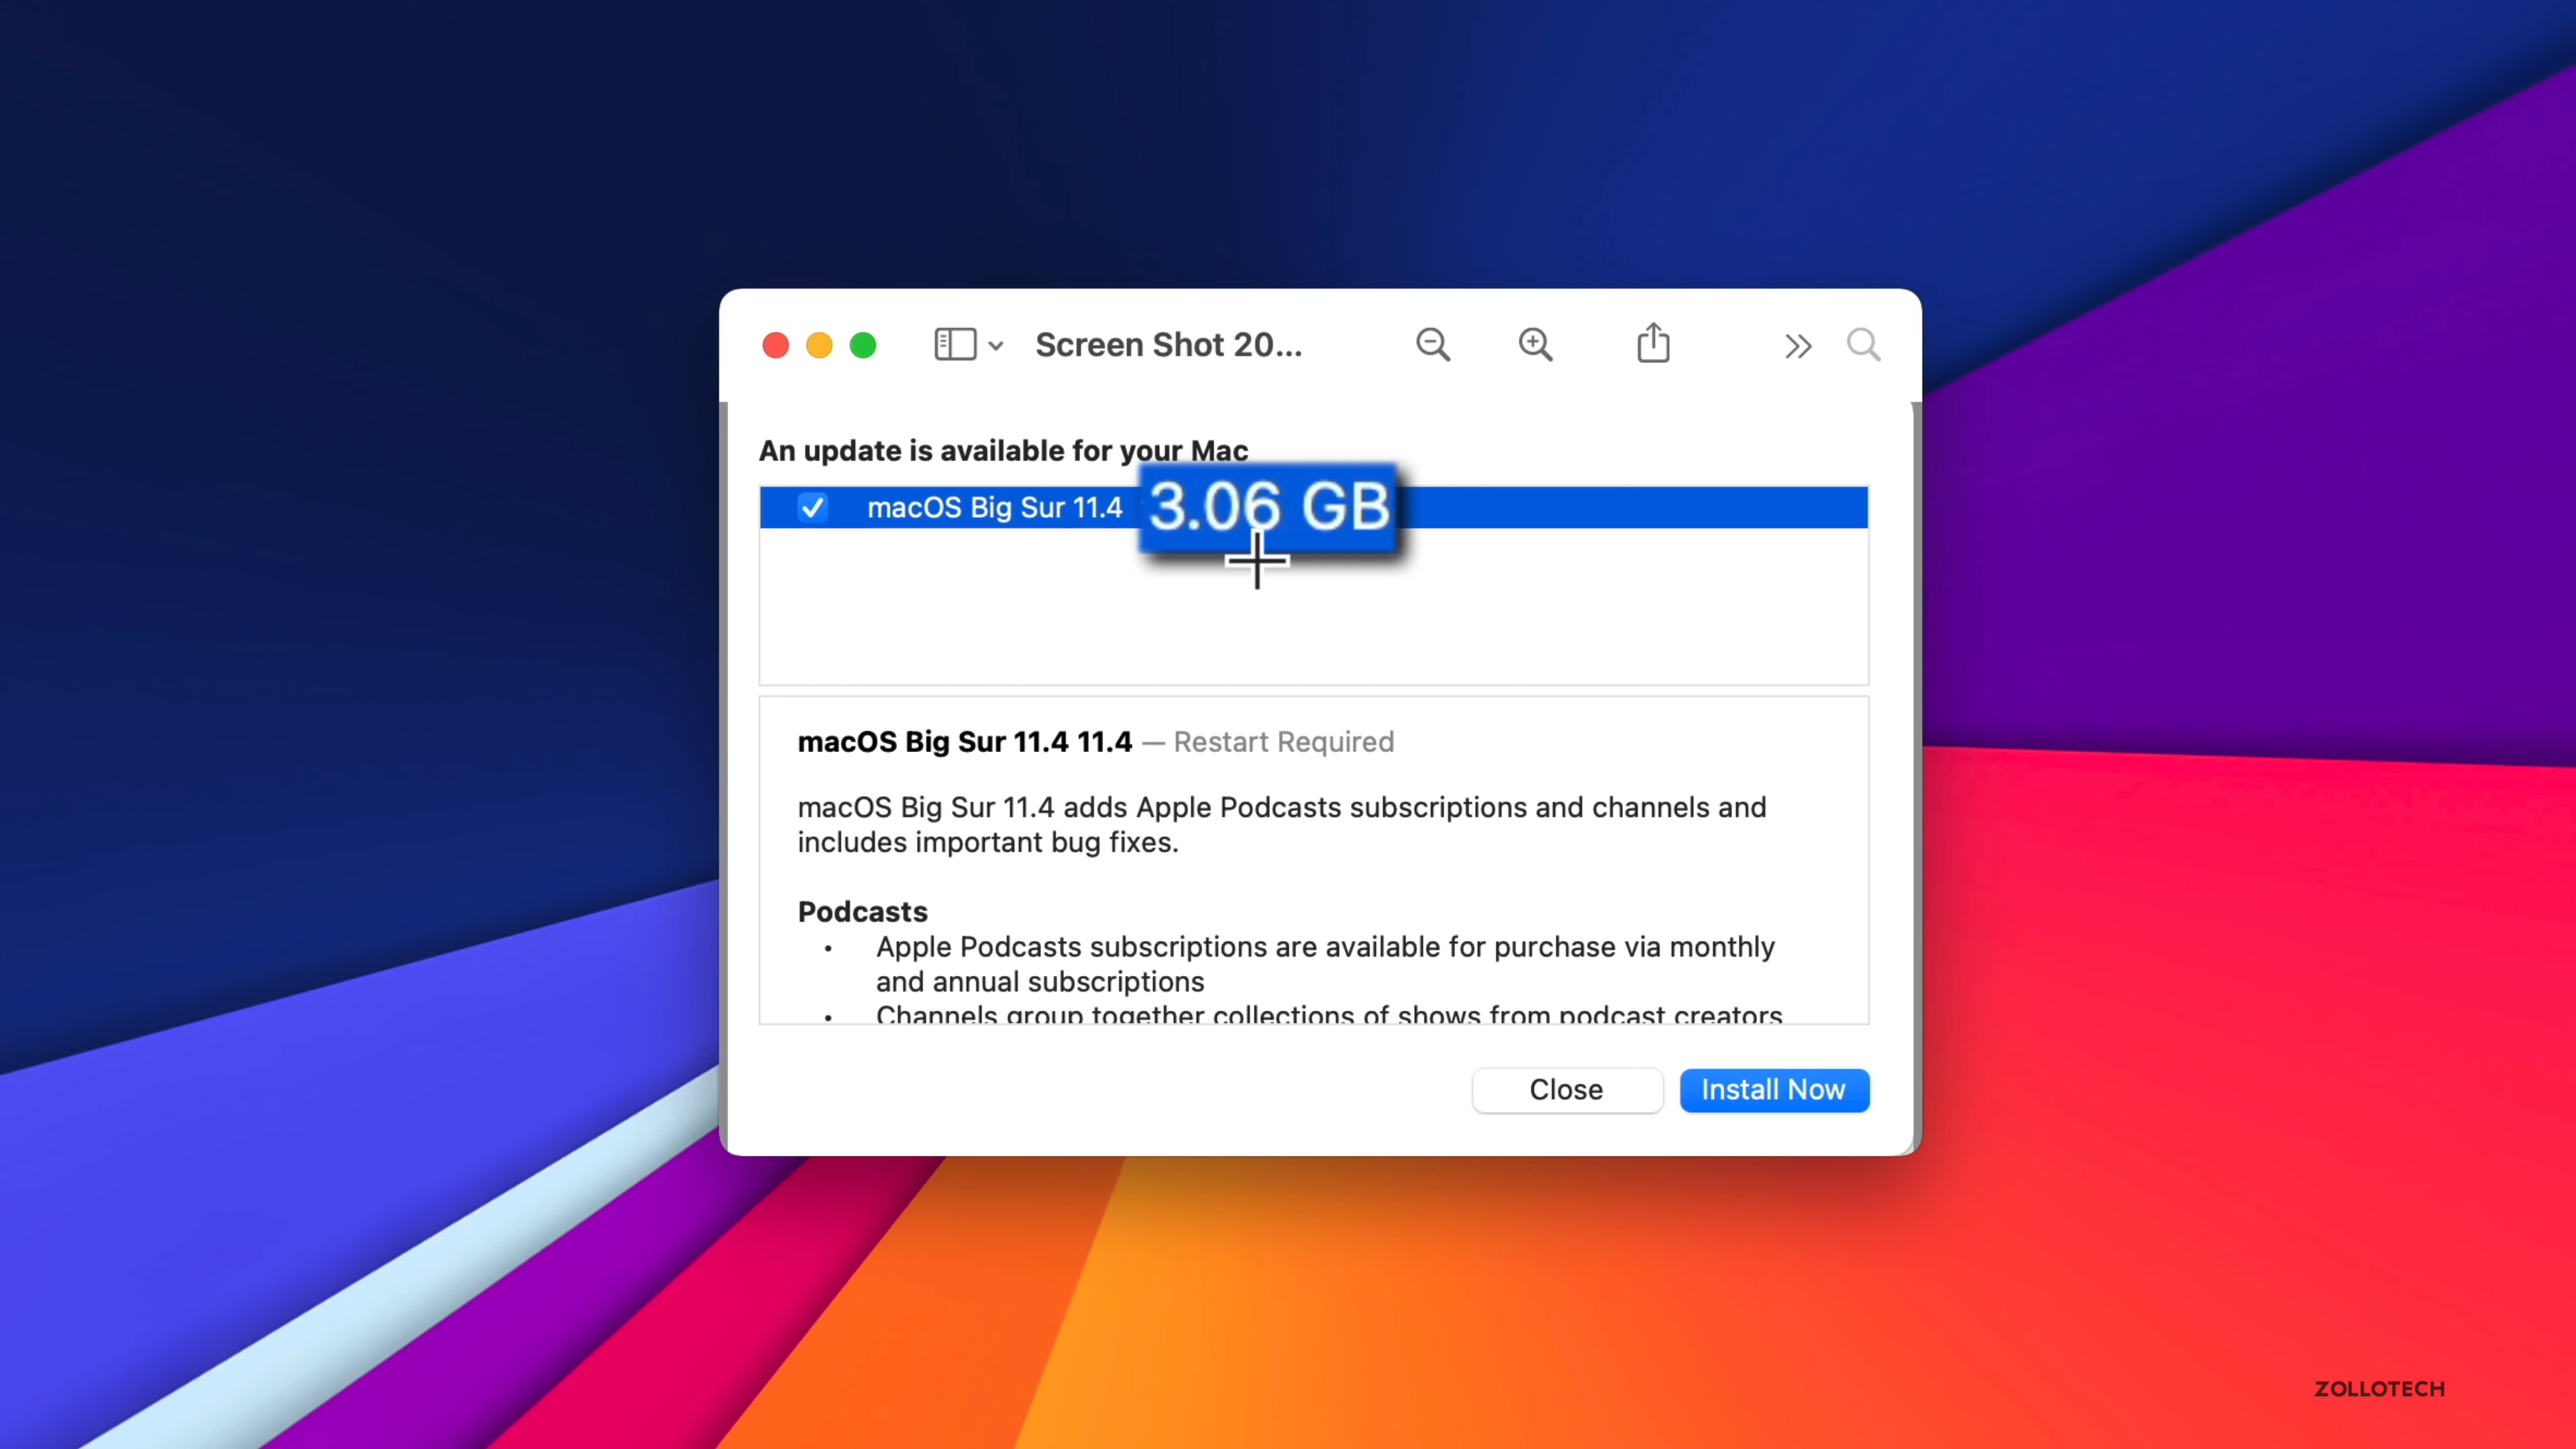 Screen Shot 20...
An update is available for your Mac
macOS Big Sur 11.4 3.06 GB
macOS Big Sur 11.4 11.4 — Restart Required
macOS Big Sur 11.4 adds Apple Podcasts subscriptions and channels and
includes important bug fixes.
Podcasts
• Apple Podcasts subscriptions are available for purchase via monthly
and annual subscriptions
• Channels group together collections of shows from podcast creators
Close
Install Now
ZOLLOTECH